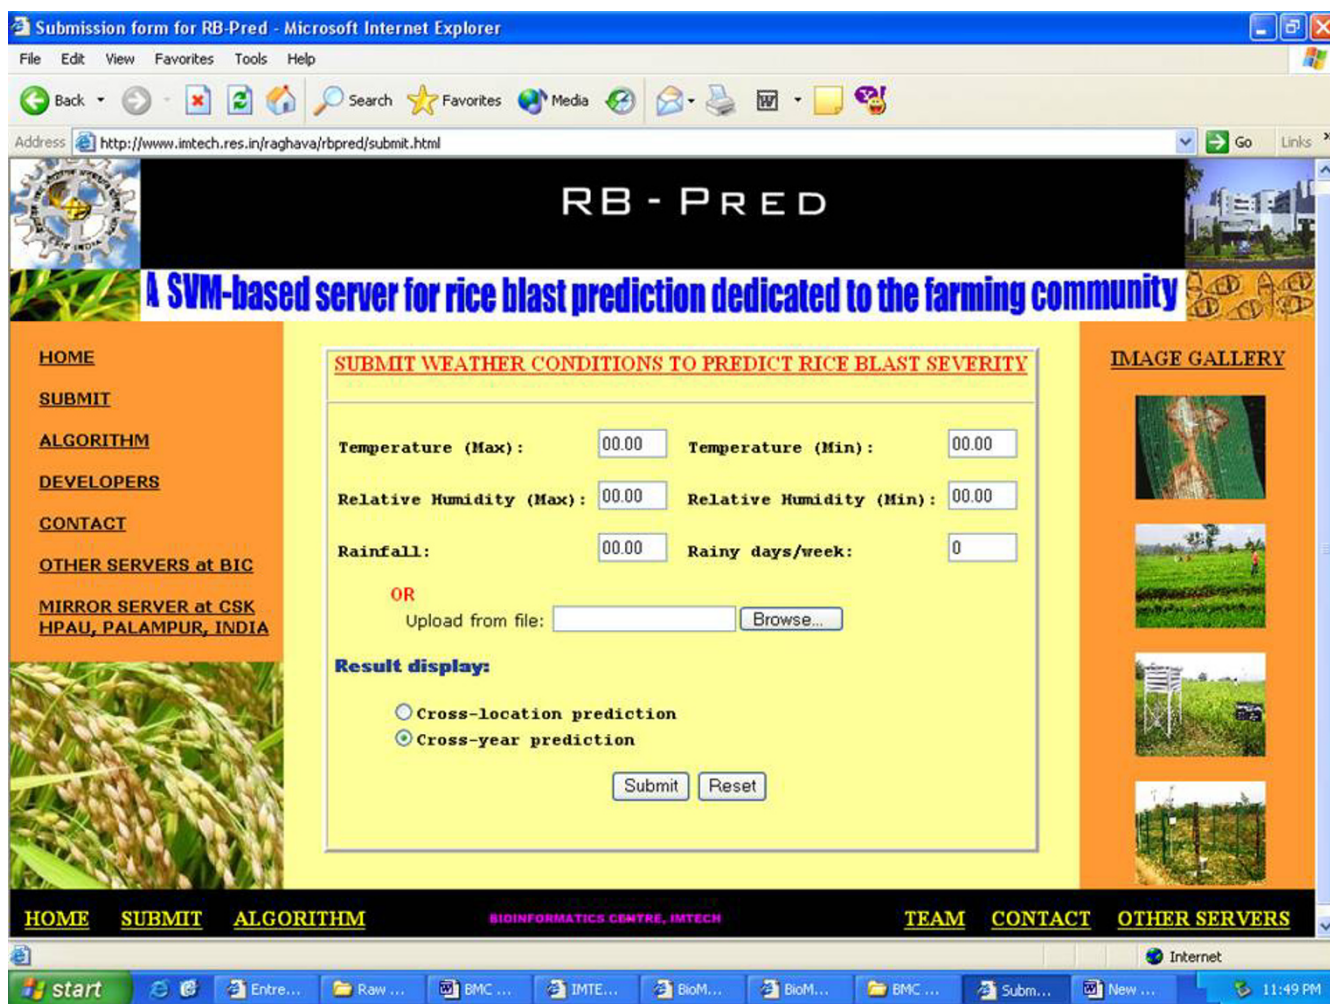 Submission form for RB-Pred - Microsoft Internet Explorer
File Edit View Favorites Tools Help
Back Search Favorites Media
Address http://www.imtech.res.in/raghava/rbpred/submit.html Go Links
RB - PRED
A SVM-based server for rice blast prediction dedicated to the farming community
HOME
SUBMIT
ALGORITHM
DEVELOPERS
CONTACT
OTHER SERVERS at BIC
MIRROR SERVER at CSK
HPAU, PALAMPUR, INDIA
SUBMIT WEATHER CONDITIONS TO PREDICT RICE BLAST SEVERITY
Temperature (Max): 00.00 Temperature (Min): 00.00
Relative Humidity (Max): 00.00 Relative Humidity (Min): 00.00
Rainfall: 00.00 Rainy days/week: 0
OR
Upload from file: Browse...
Result display:
Cross-location prediction
Cross-year prediction
Submit Reset
IMAGE GALLERY
HOME SUBMIT ALGORITHM BIOINFORMATICS CENTRE, IMTECH TEAM CONTACT OTHER SERVERS
Internet
start Entre... Raw ... BMC ... IMTE... BioM... BioM... BMC ... Subm... New ... 11:49 PM